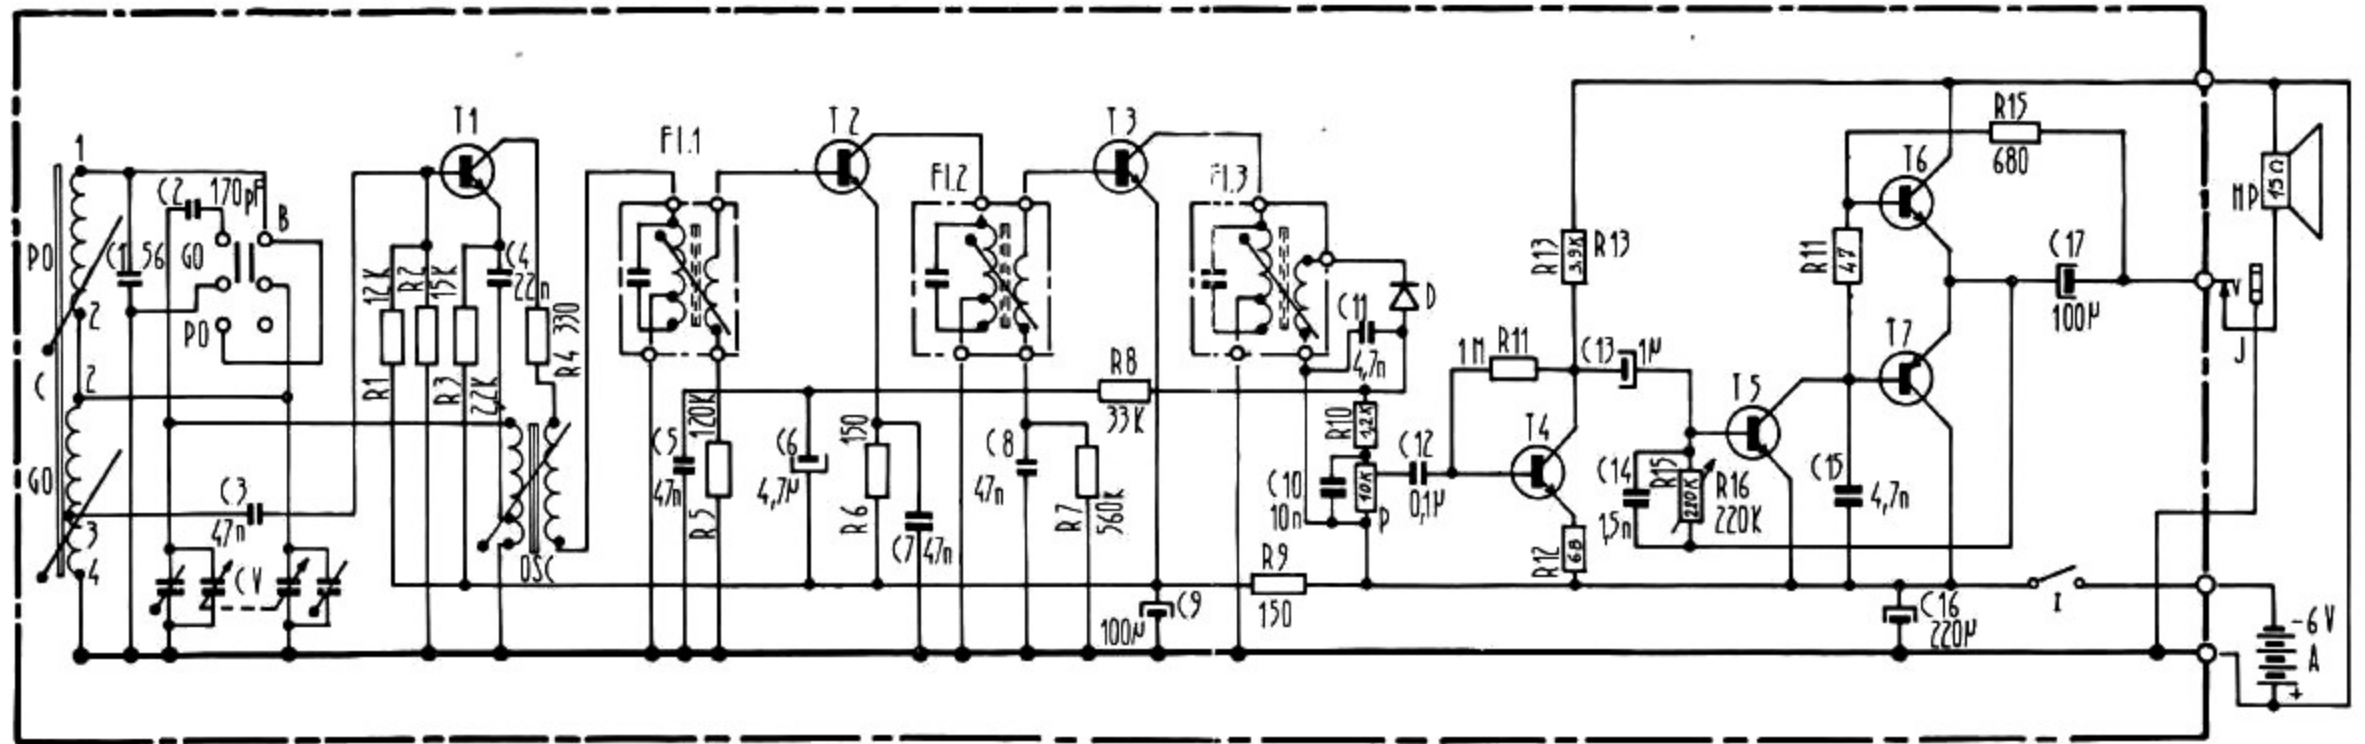 1
PO
2
C
2
GO
3
4
C1
56
C2
170pF
B
GO
PO
C3
47n
CV
T1
12K
R1
R2
15K
R3
2,2K
C4
22n
R4 330
OSC
FI.1
C5
47n
120K
R5
T2
C6
4,7µ
150
R6
C7
47n
FI.2
C8
47n
R7
560K
T3
R8
33K
C9
100µ
FI.3
R9
150
C11
4,7n
D
R10
1,2K
C10
10n
10K
P
C12
0,1µ
1M
R11
T4
R12
68
R13
3,9K
R13
C13
1µ
T5
C14
1,5n
R15
220K
R16
220K
C15
4,7n
R11
47
T6
T7
R15
680
C17
100µ
C16
220µ
I
V
J
HP
15Ω
-6V
A
+